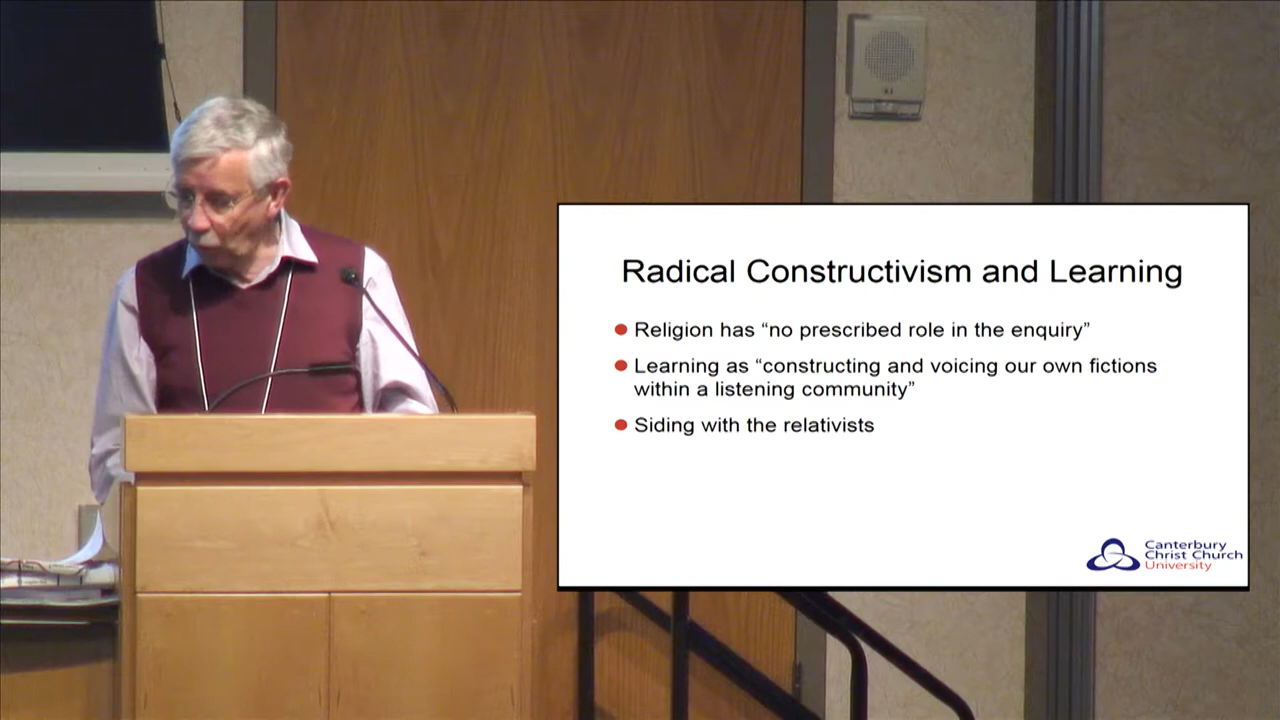 Radical Constructivism and Learning
Religion has “no prescribed role in the enquiry”
Learning as “constructing and voicing our own fictions
within a listening community”
Siding with the relativists
Canterbury
Christ Church
University